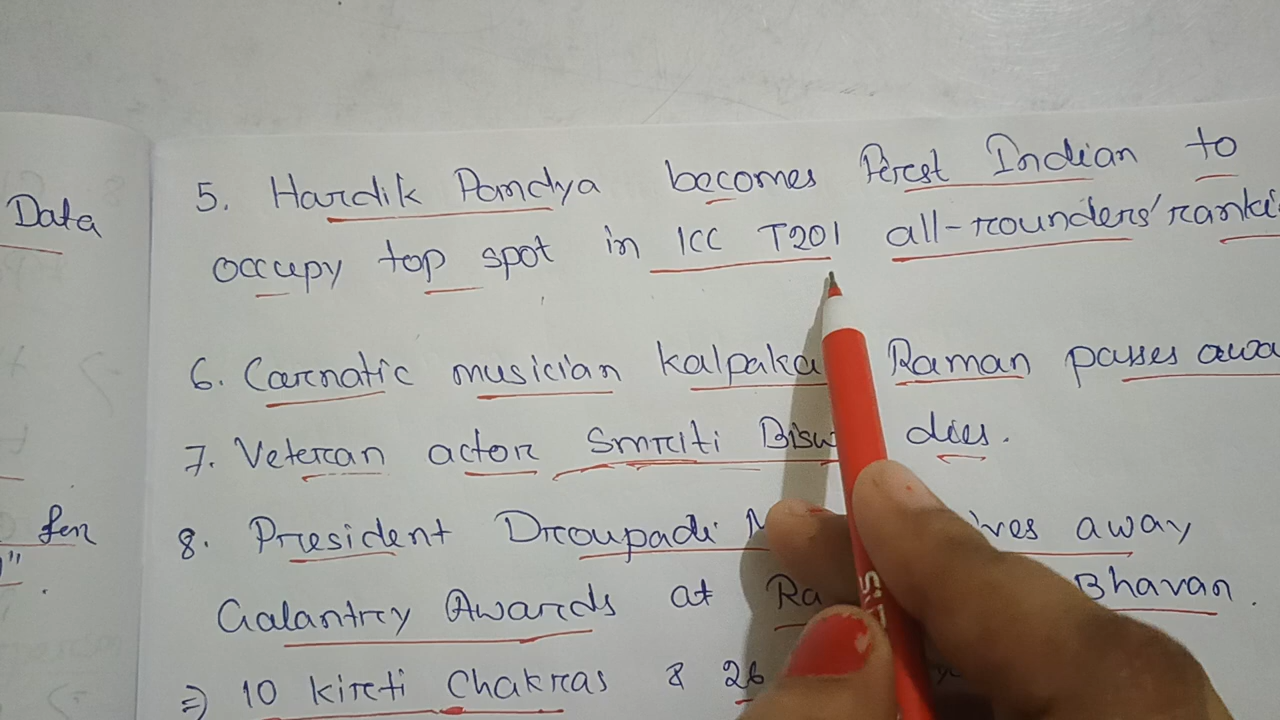 Data
5. Hardik Pandya becomes First Indian to
occupy top spot in ICC T20I all-rounders' ranki
6. Carnatic musician kalpaka Raman passes awa
7. Veteran actor Smriti Bisw dies.
fen
"
.
8. President Droupadi M ves away
Galantry Awards at Ra Bhavan.
⇒ 10 kirti Chakras & 26